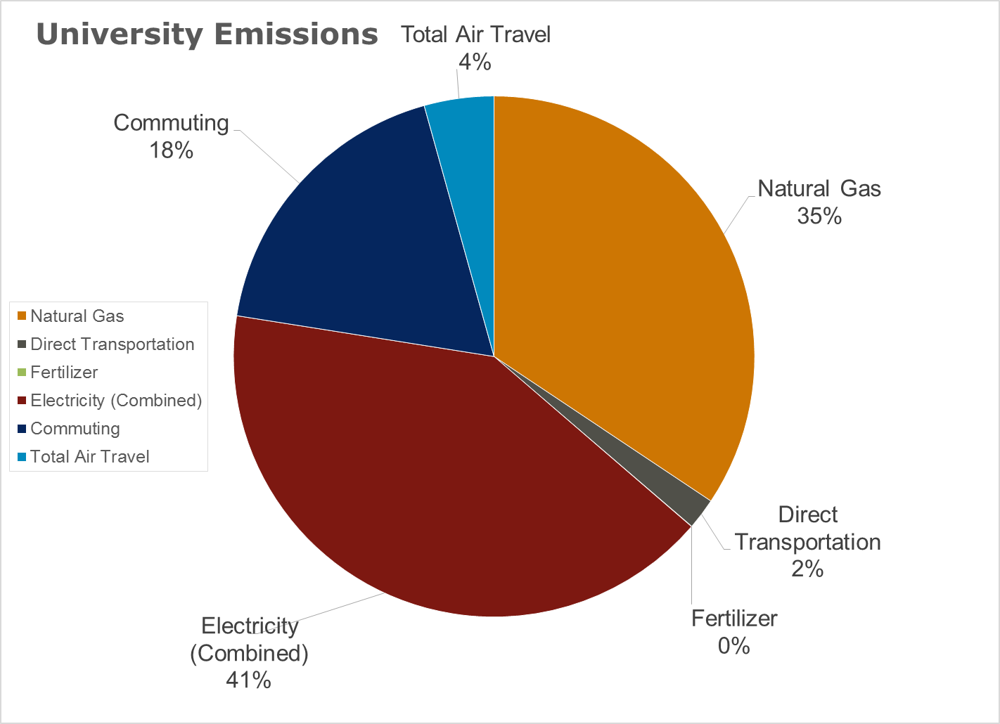 University Emissions
Total Air Travel
4%
Commuting
18%
Natural Gas
35%
Natural Gas
Direct Transportation
Fertilizer
Electricity (Combined)
Commuting
Total Air Travel
Direct
Transportation
2%
Fertilizer
0%
Electricity
(Combined)
41%